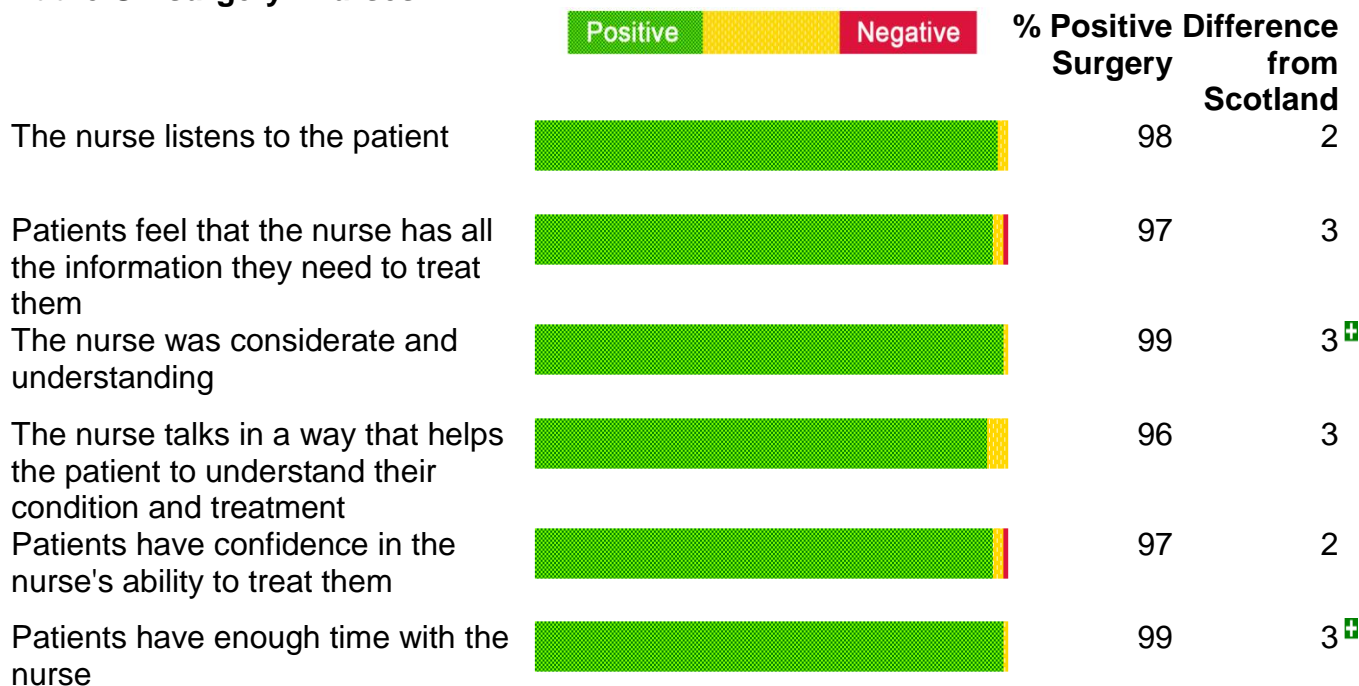 Positive Negative
% Positive Difference
Surgery from
Scotland
The nurse listens to the patient 98 2
Patients feel that the nurse has all 97 3
the information they need to treat
them
The nurse was considerate and 99 3 +
understanding
The nurse talks in a way that helps 96 3
the patient to understand their
condition and treatment
Patients have confidence in the 97 2
nurse's ability to treat them
Patients have enough time with the 99 3 +
nurse